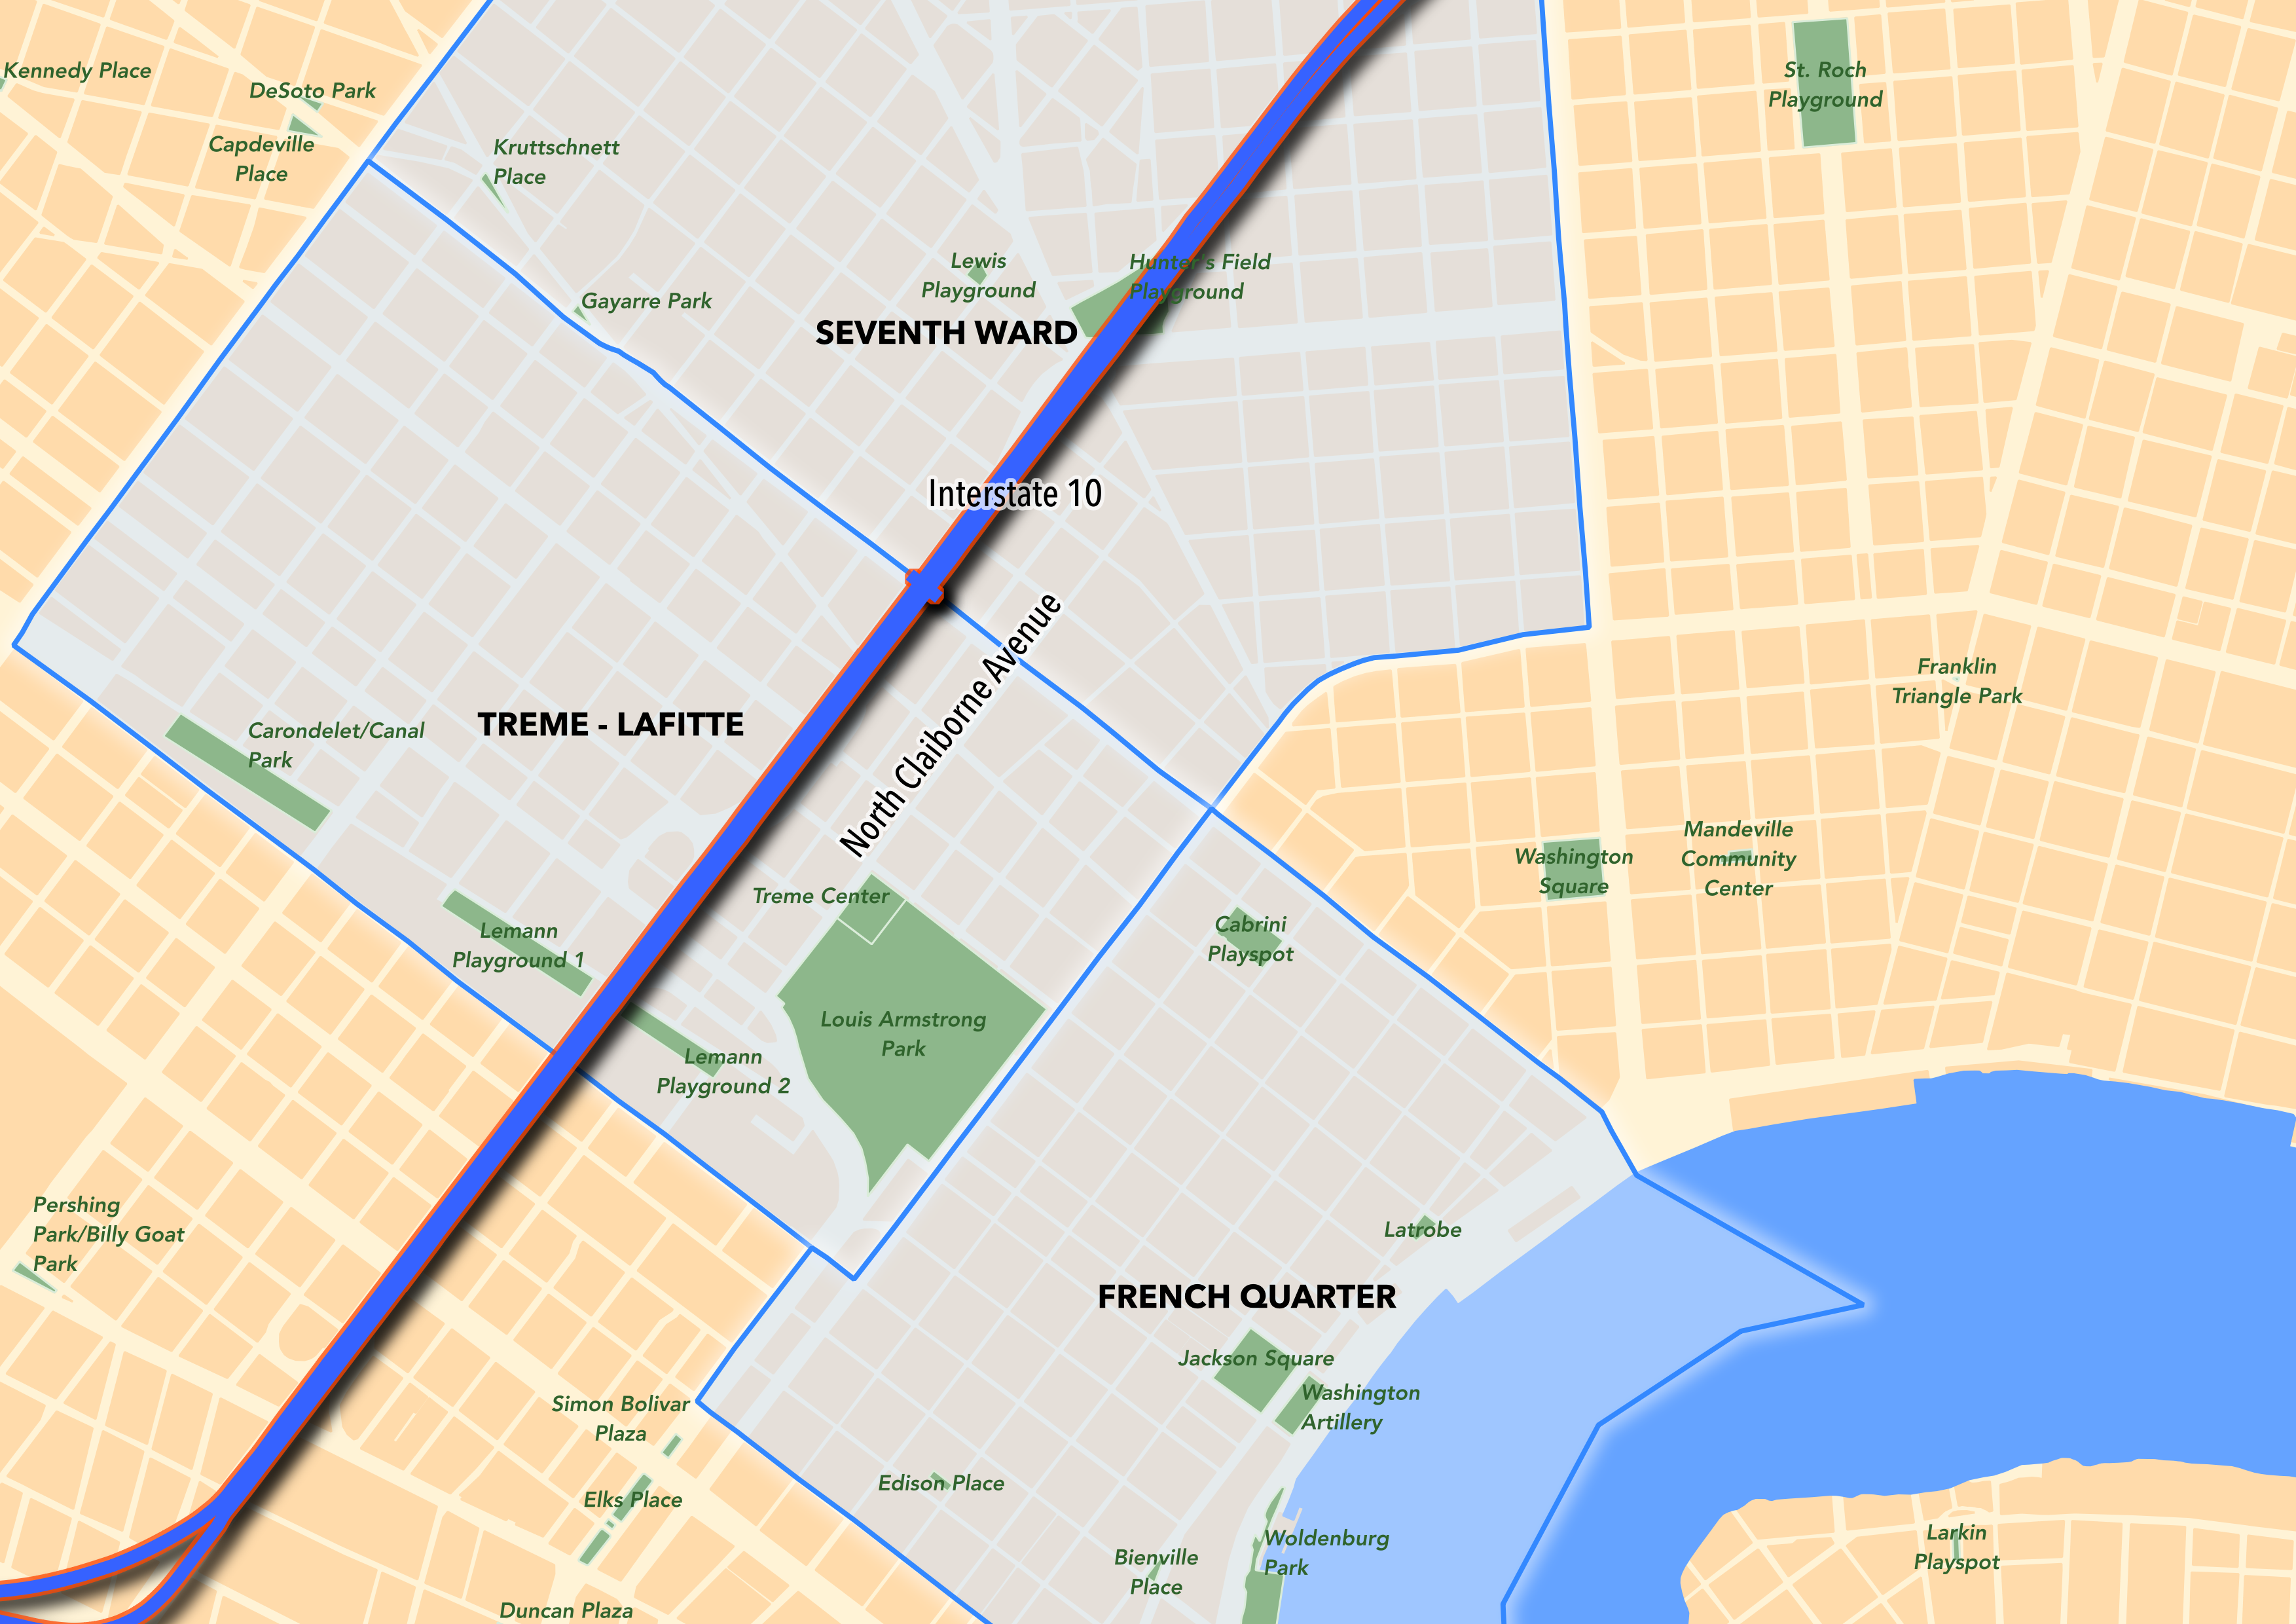 Kennedy Place
DeSoto Park
Capdeville
Place
Kruttschnett
Place
St. Roch
Playground
Lewis
Playground
Hunter's Field
Playground
Gayarre Park
SEVENTH WARD
Interstate 10
North Claiborne Avenue
TREME - LAFITTE
Carondelet/Canal
Park
Franklin
Triangle Park
Washington
Square
Mandeville
Community
Center
Treme Center
Cabrini
Playspot
Lemann
Playground 1
Louis Armstrong
Park
Lemann
Playground 2
Pershing
Park/Billy Goat
Park
Latrobe
FRENCH QUARTER
Jackson Square
Washington
Artillery
Simon Bolivar
Plaza
Edison Place
Elks Place
Woldenburg
Park
Bienville
Place
Larkin
Playspot
Duncan Plaza